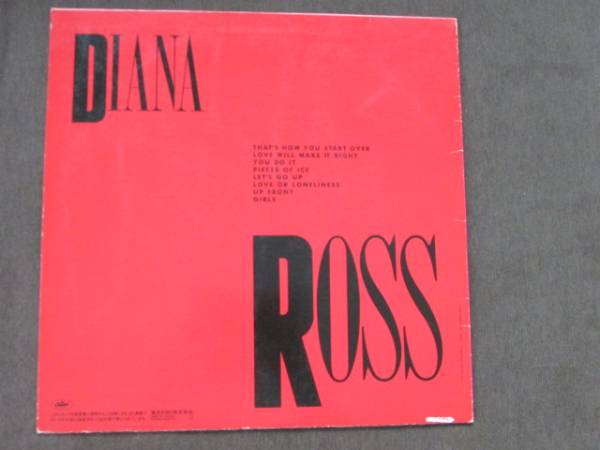 DIANA
THAT'S HOW YOU START OVER
LOVE WILL MAKE IT RIGHT
YOU DO IT
PIECES OF ICE
LET'S GO UP
LOVE OR LONELINESS
UP FRONT
GIRLS
ROSS